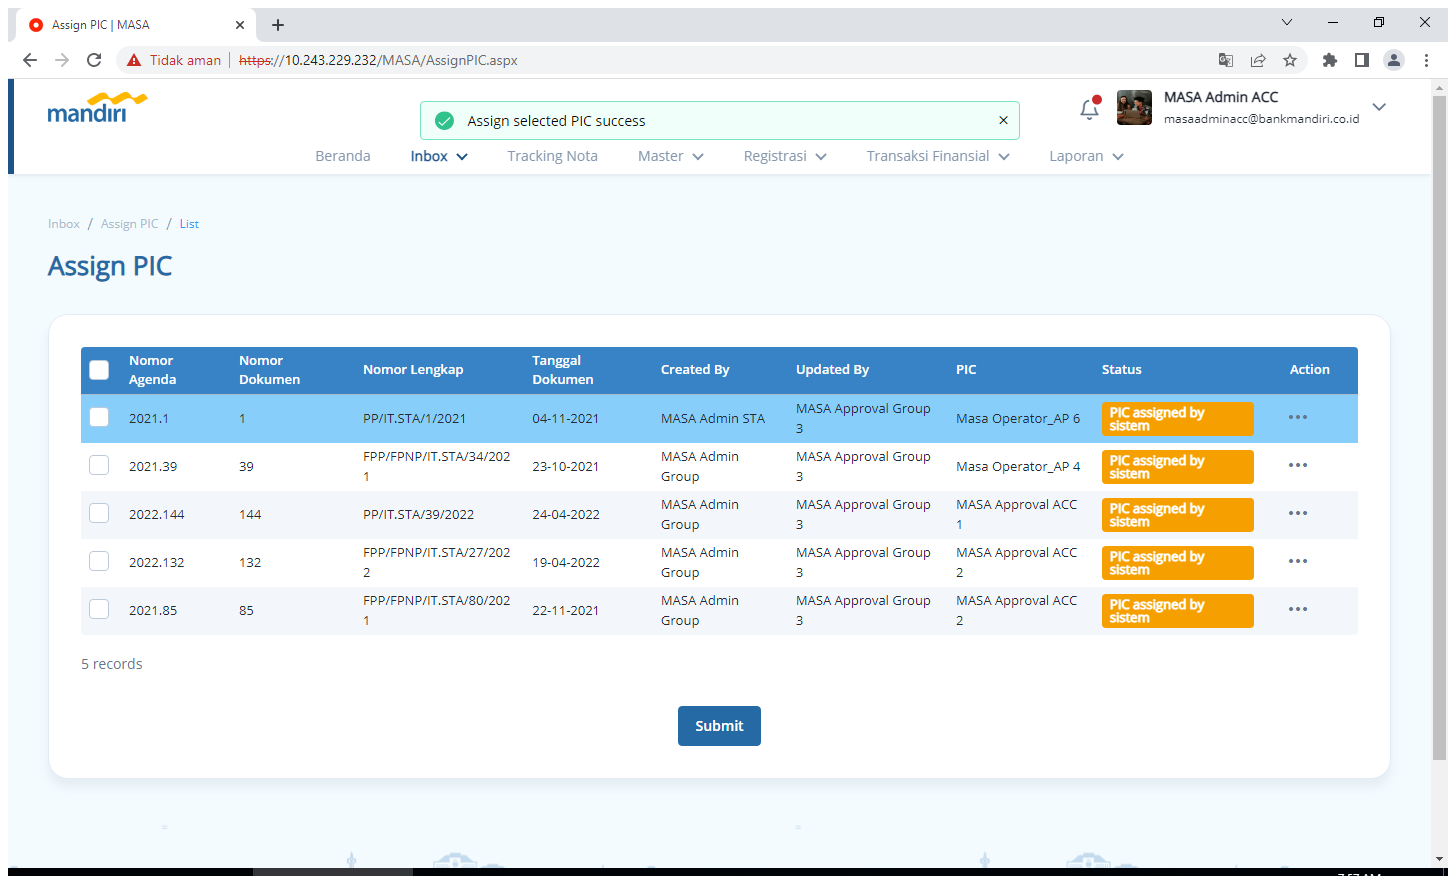 Assign PIC | MASA
Tidak aman | https://10.243.229.232/MASA/AssignPIC.aspx
mandiri
Assign selected PIC success
MASA Admin ACC
masaadminacc@bankmandiri.co.id
Beranda Inbox Tracking Nota Master Registrasi Transaksi Finansial Laporan
Inbox / Assign PIC / List
Assign PIC
Nomor Agenda Nomor Dokumen Nomor Lengkap Tanggal Dokumen Created By Updated By PIC Status Action
2021.1 1 PP/IT.STA/1/2021 04-11-2021 MASA Admin STA MASA Approval Group 3 Masa Operator_AP 6 PIC assigned by sistem
2021.39 39 FPP/FPNP/IT.STA/34/2021 23-10-2021 MASA Admin Group MASA Approval Group 3 Masa Operator_AP 4 PIC assigned by sistem
2022.144 144 PP/IT.STA/39/2022 24-04-2022 MASA Admin Group MASA Approval Group 3 MASA Approval ACC 1 PIC assigned by sistem
2022.132 132 FPP/FPNP/IT.STA/27/2022 19-04-2022 MASA Admin Group MASA Approval Group 3 MASA Approval ACC 2 PIC assigned by sistem
2021.85 85 FPP/FPNP/IT.STA/80/2021 22-11-2021 MASA Admin Group MASA Approval Group 3 MASA Approval ACC 2 PIC assigned by sistem
5 records
Submit